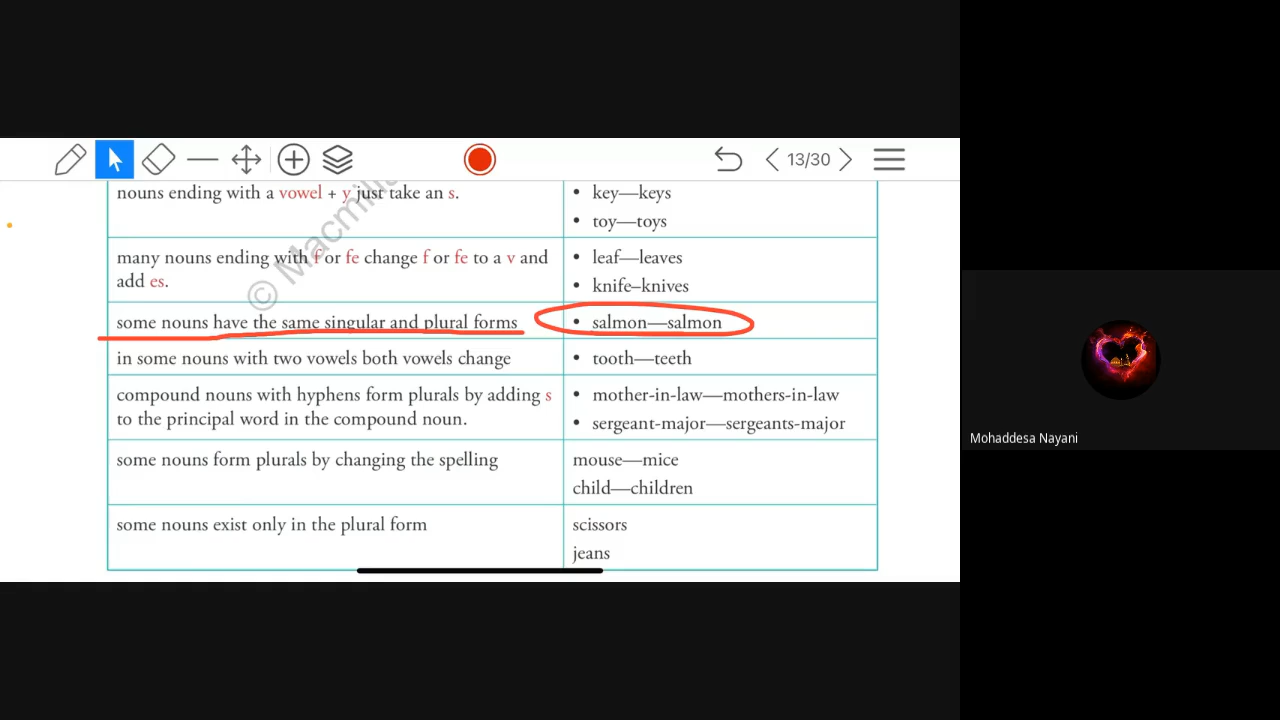 13/30
nouns ending with a vowel + y just take an s.
• key—keys
• toy—toys
many nouns ending with f or fe change f or fe to a v and
add es.
• leaf—leaves
• knife–knives
some nouns have the same singular and plural forms
• salmon—salmon
in some nouns with two vowels both vowels change
• tooth—teeth
compound nouns with hyphens form plurals by adding s
to the principal word in the compound noun.
• mother-in-law—mothers-in-law
• sergeant-major—sergeants-major
some nouns form plurals by changing the spelling
mouse—mice
child—children
some nouns exist only in the plural form
scissors
jeans
Mohaddesa Nayani